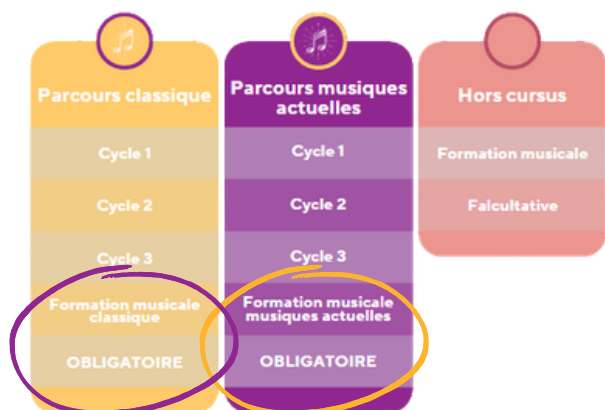 Parcours classique
Cycle 1
Cycle 2
Cycle 3
Formation musicale
classique
OBLIGATOIRE
Parcours musiques
actuelles
Cycle 1
Cycle 2
Cycle 3
Formation musicale
musiques actuelles
OBLIGATOIRE
Hors cursus
Formation musicale
Falcultative